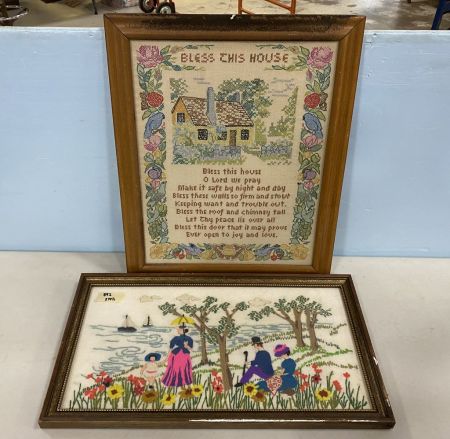 BLESS THIS HOUSE
Bless this house
O Lord we pray
Make it safe by night and day
Bless these walls so firm and stout
Keeping want and trouble out.
Bless the roof and chimney tall
Let Thy peace lie over all
Bless this door that it may prove
Ever open to joy and love.